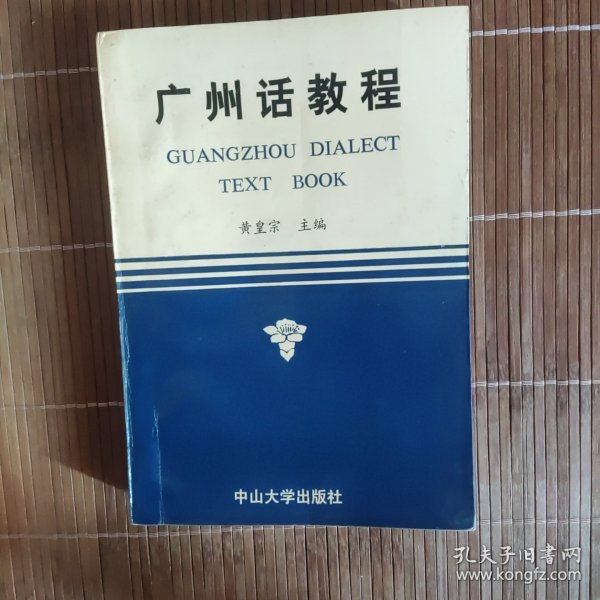 广州话教程
GUANGZHOU DIALECT
TEXT BOOK
黄皇宗 主编
中山大学出版社
孔夫子旧书网
www.kongfz.com